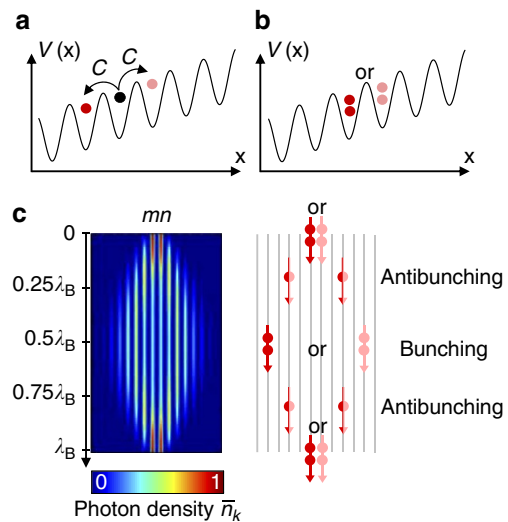 a
b
V (x)
C
C
x
V (x)
or
x
c
mn
0
0.25λB
0.5λB
0.75λB
λB
0
1
Photon density n̄k
or
Antibunching
or
Bunching
Antibunching
or